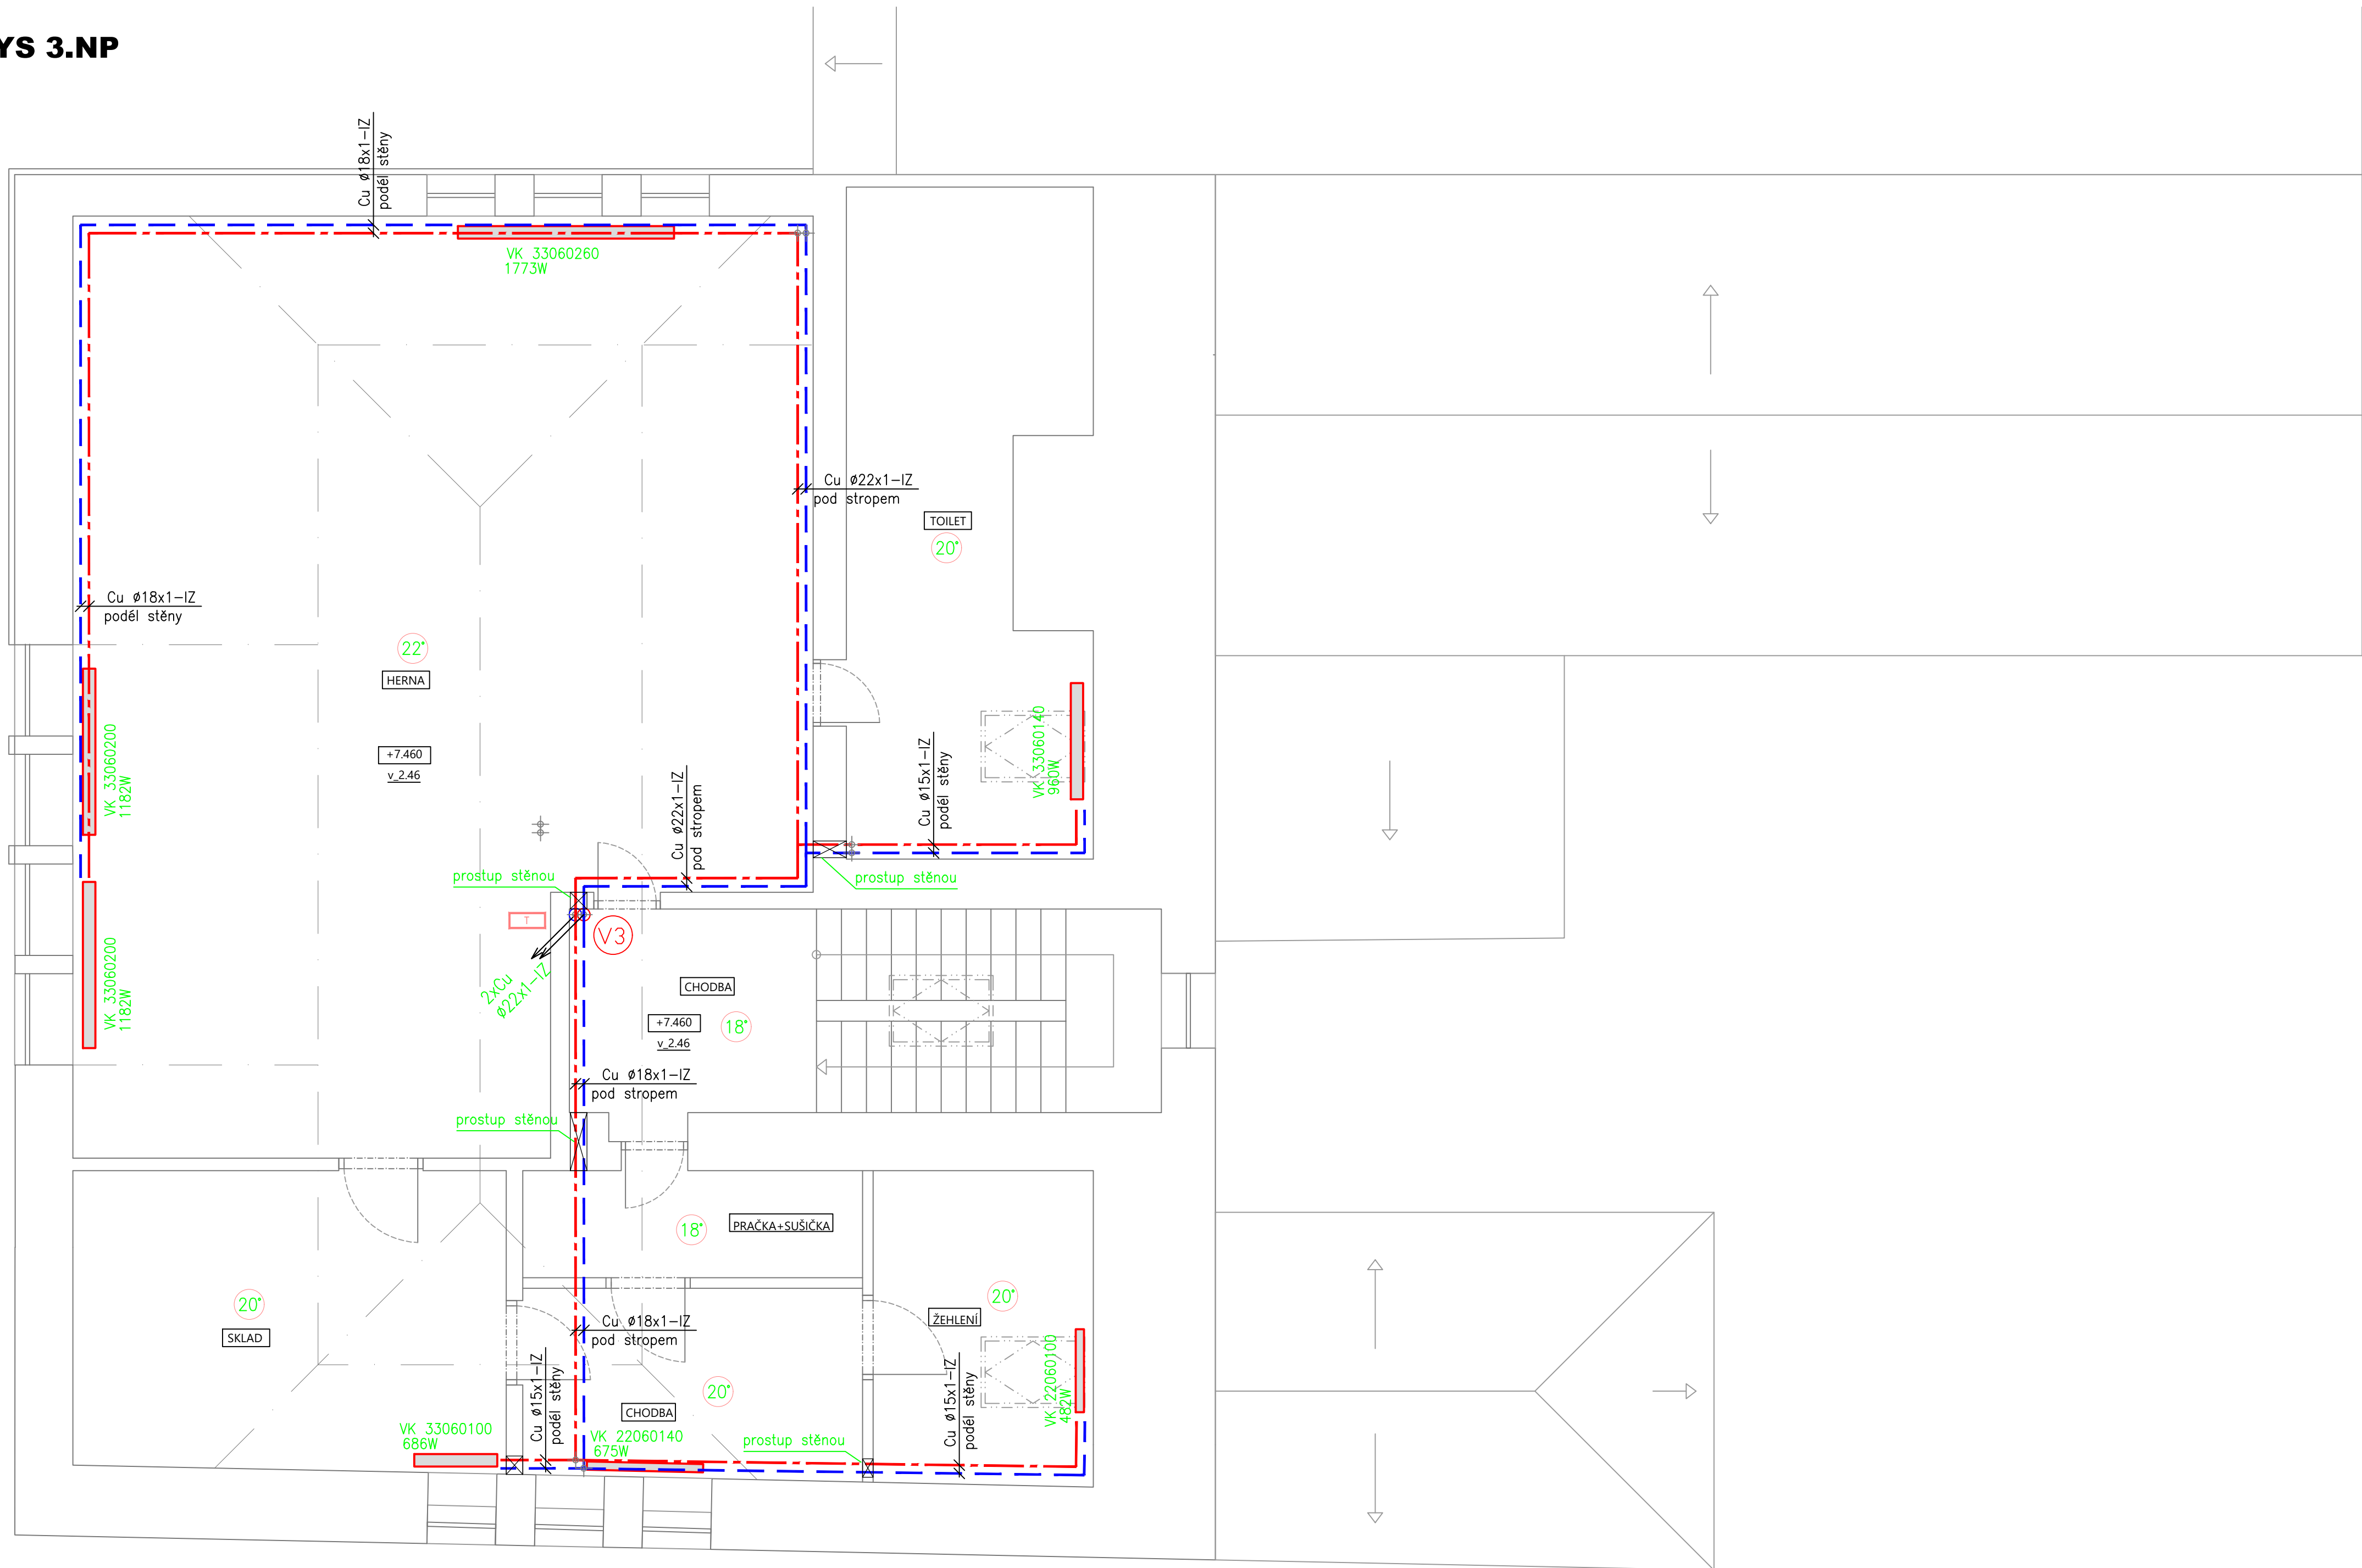 YS 3.NP
Cu ø18x1-IZ
podél stěny
VK 33060260
1773W
Cu ø22x1-IZ
pod stropem
TOILET
20°
Cu ø18x1-IZ
podél stěny
22°
HERNA
+7.460
v_2.46
VK 33060200
1182W
Cu ø22x1-IZ
pod stropem
Cu ø15x1-IZ
podél stěny
VK 33060140
960W
prostup stěnou
prostup stěnou
T
V3
2xCu
ø22x1-IZ
VK 33060200
1182W
CHODBA
+7.460
v_2.46
18°
Cu ø18x1-IZ
pod stropem
prostup stěnou
18°
PRAČKA+SUŠIČKA
20°
SKLAD
20°
ŽEHLENÍ
Cu ø18x1-IZ
pod stropem
Cu ø15x1-IZ
podél stěny
20°
CHODBA
Cu ø15x1-IZ
podél stěny
VK 22060100
482W
VK 33060100
686W
VK 22060140
675W
prostup stěnou